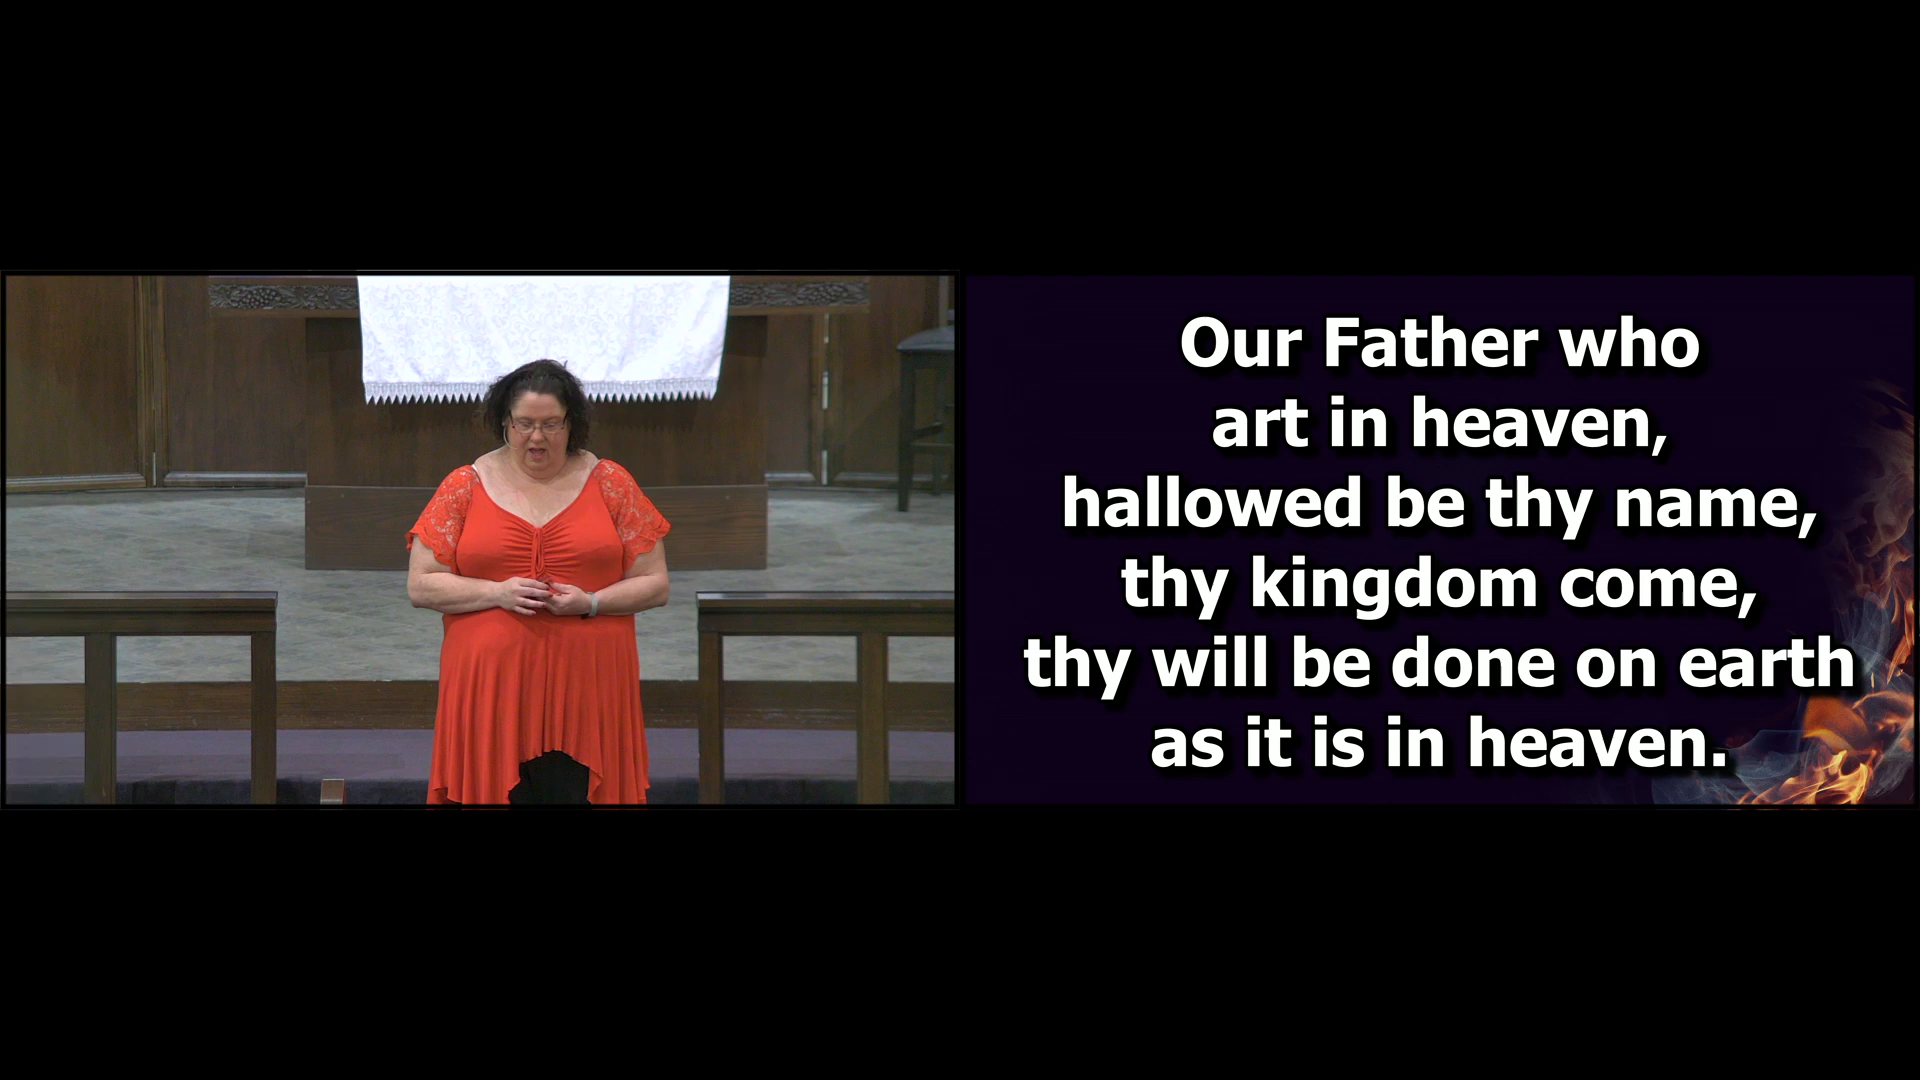 Our Father who
art in heaven,
hallowed be thy name,
thy kingdom come,
thy will be done on earth
as it is in heaven.